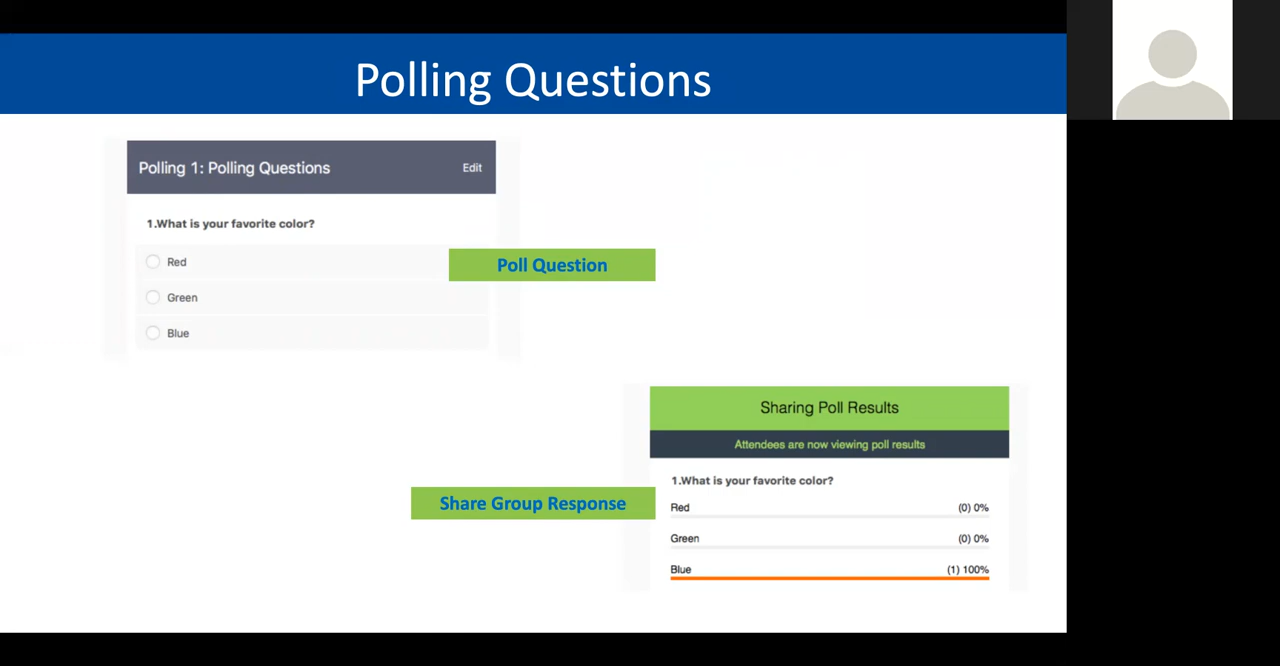 Polling Questions
Polling 1: Polling Questions Edit
1.What is your favorite color?
Red
Poll Question
Green
Blue
Sharing Poll Results
Attendees are now viewing poll results
1.What is your favorite color?
Share Group Response
Red (0) 0%
Green (0) 0%
Blue (1) 100%